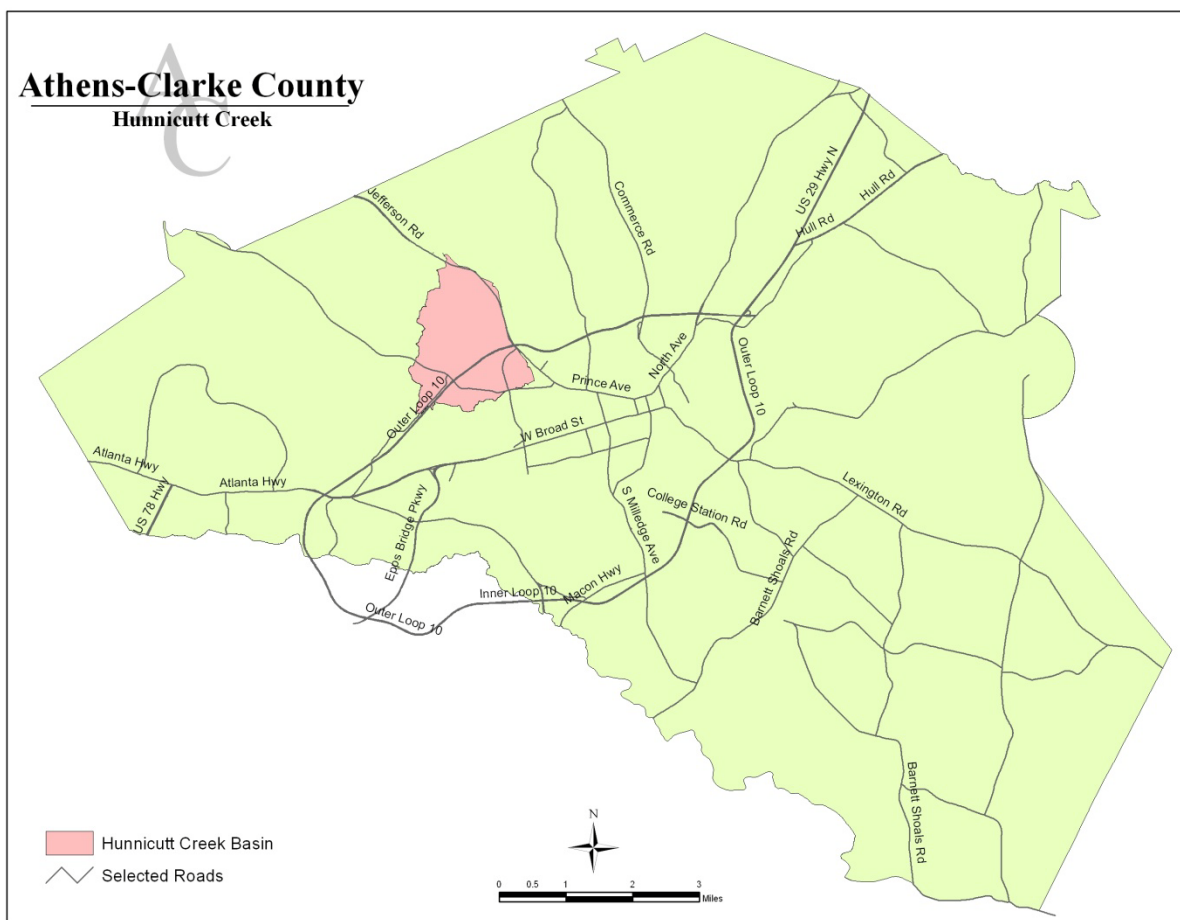 AC
Athens-Clarke County
Hunnicutt Creek
Jefferson Rd
Commerce Rd
US 29 Hwy N
Hull Rd
Hull Rd
North Ave
Outer Loop 10
Prince Ave
Outer Loop 10
W Broad St
Atlanta Hwy
Atlanta Hwy
US 78 Hwy
Epps Bridge Pkwy
S Milledge Ave
College Station Rd
Lexington Rd
Barnett Shoals Rd
Inner Loop 10
Macon Hwy
Outer Loop 10
Barnett Shoals Rd
Hunnicutt Creek Basin
Selected Roads
N
0 0.5 1 2 3
Miles